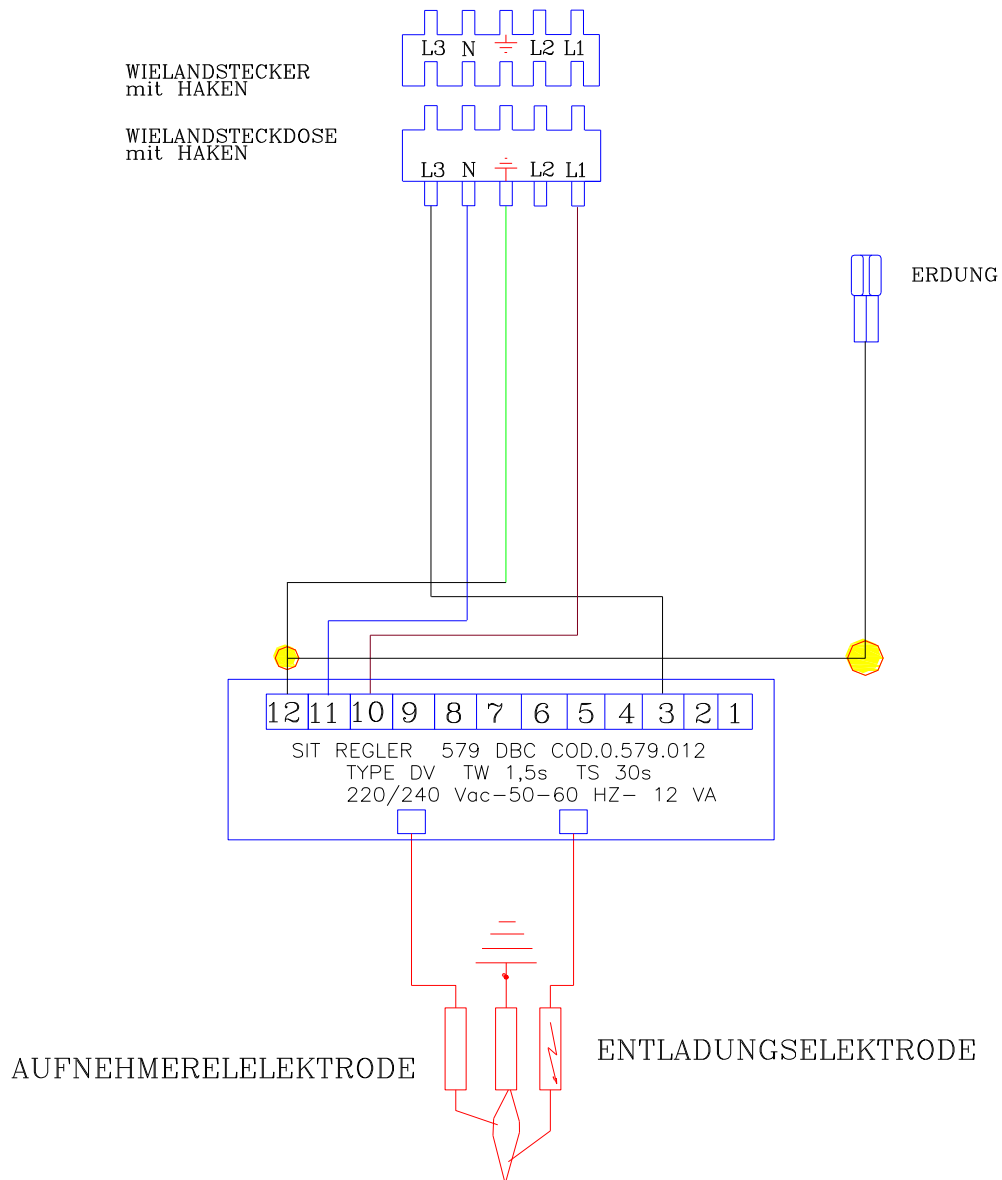 L3 N L2 L1
WIELANDSTECKER
mit HAKEN
WIELANDSTECKDOSE
mit HAKEN
L3 N L2 L1
ERDUNG
12 11 10 9 8 7 6 5 4 3 2 1
SIT REGLER 579 DBC COD.0.579.012
TYPE DV TW 1,5s TS 30s
220/240 Vac-50-60 HZ- 12 VA
ENTLADUNGSELEKTRODE
AUFNEHMERELELEKTRODE